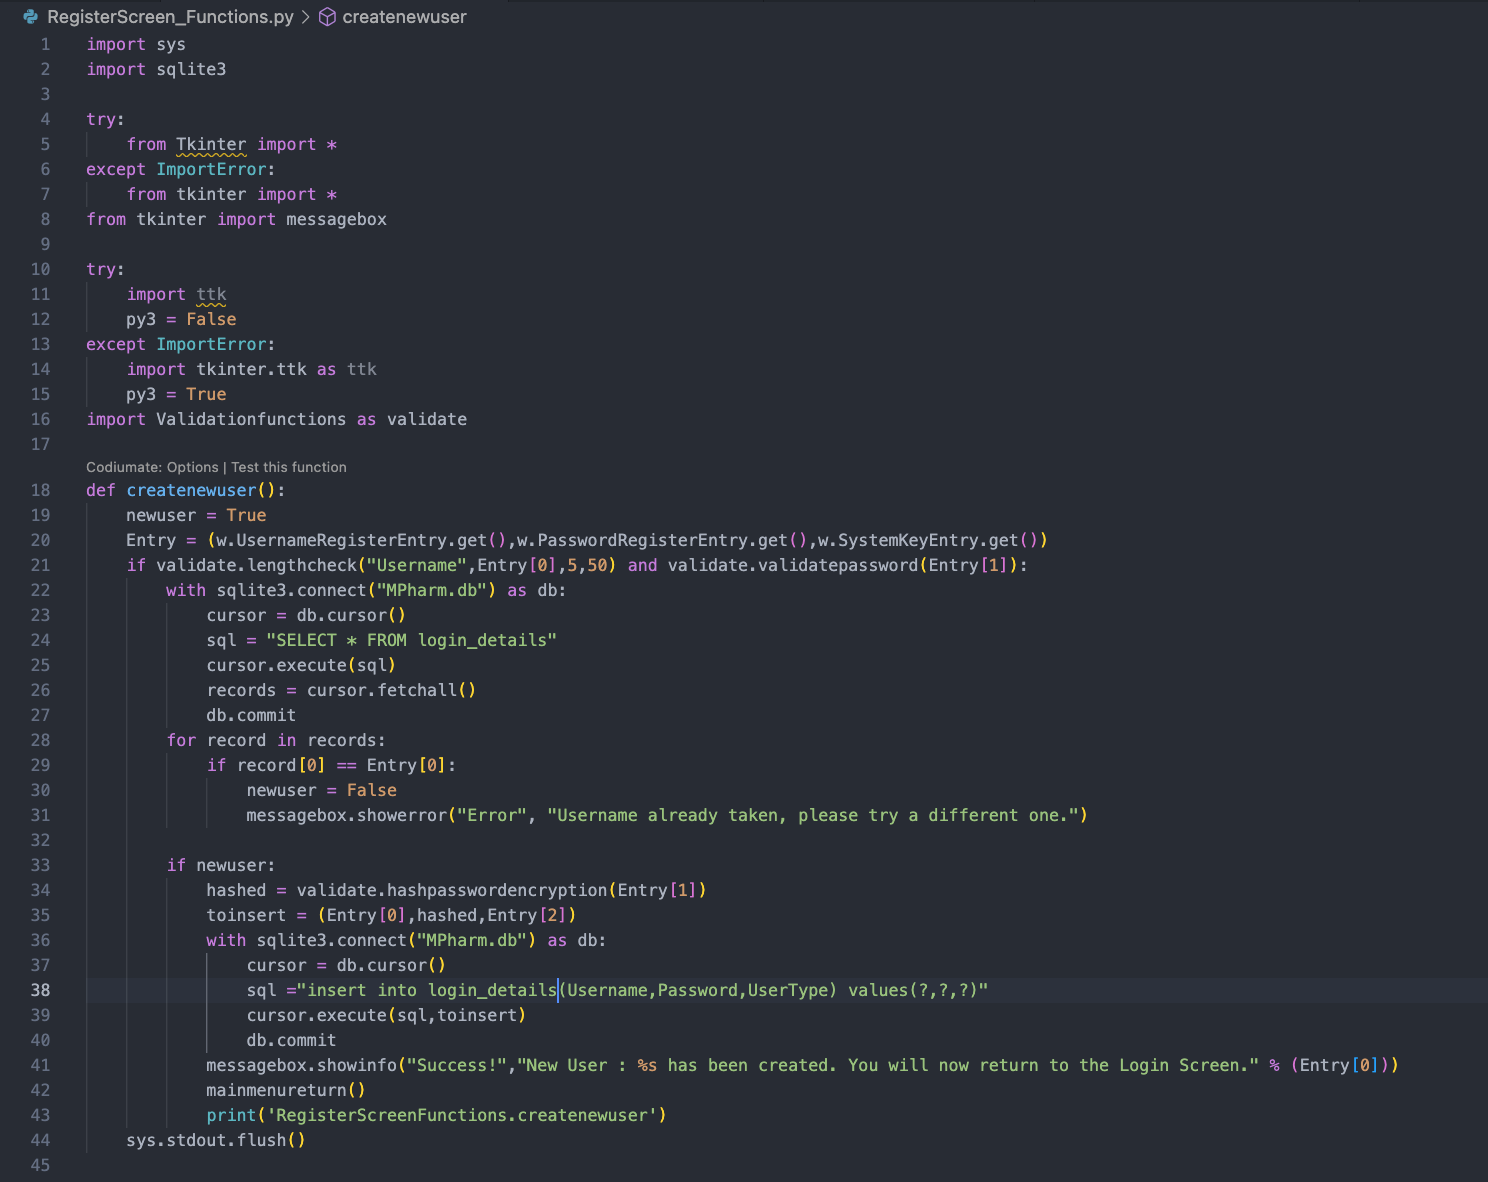 RegisterScreen_Functions.py > createnewuser
1 import sys
2 import sqlite3
3
4 try:
5     from Tkinter import *
6 except ImportError:
7     from tkinter import *
8 from tkinter import messagebox
9
10 try:
11     import ttk
12     py3 = False
13 except ImportError:
14     import tkinter.ttk as ttk
15     py3 = True
16 import Validationfunctions as validate
17
Codiumate: Options | Test this function
18 def createnewuser():
19     newuser = True
20     Entry = (w.UsernameRegisterEntry.get(),w.PasswordRegisterEntry.get(),w.SystemKeyEntry.get())
21     if validate.lengthcheck("Username",Entry[0],5,50) and validate.validatepassword(Entry[1]):
22         with sqlite3.connect("MPharm.db") as db:
23             cursor = db.cursor()
24             sql = "SELECT * FROM login_details"
25             cursor.execute(sql)
26             records = cursor.fetchall()
27             db.commit
28         for record in records:
29             if record[0] == Entry[0]:
30                 newuser = False
31                 messagebox.showerror("Error", "Username already taken, please try a different one.")
32
33         if newuser:
34             hashed = validate.hashpasswordencryption(Entry[1])
35             toinsert = (Entry[0],hashed,Entry[2])
36             with sqlite3.connect("MPharm.db") as db:
37                 cursor = db.cursor()
38                 sql ="insert into login_details(Username,Password,UserType) values(?,?,?)"
39                 cursor.execute(sql,toinsert)
40                 db.commit
41             messagebox.showinfo("Success!","New User : %s has been created. You will now return to the Login Screen." % (Entry[0]))
42             mainmenureturn()
43             print('RegisterScreenFunctions.createnewuser')
44     sys.stdout.flush()
45